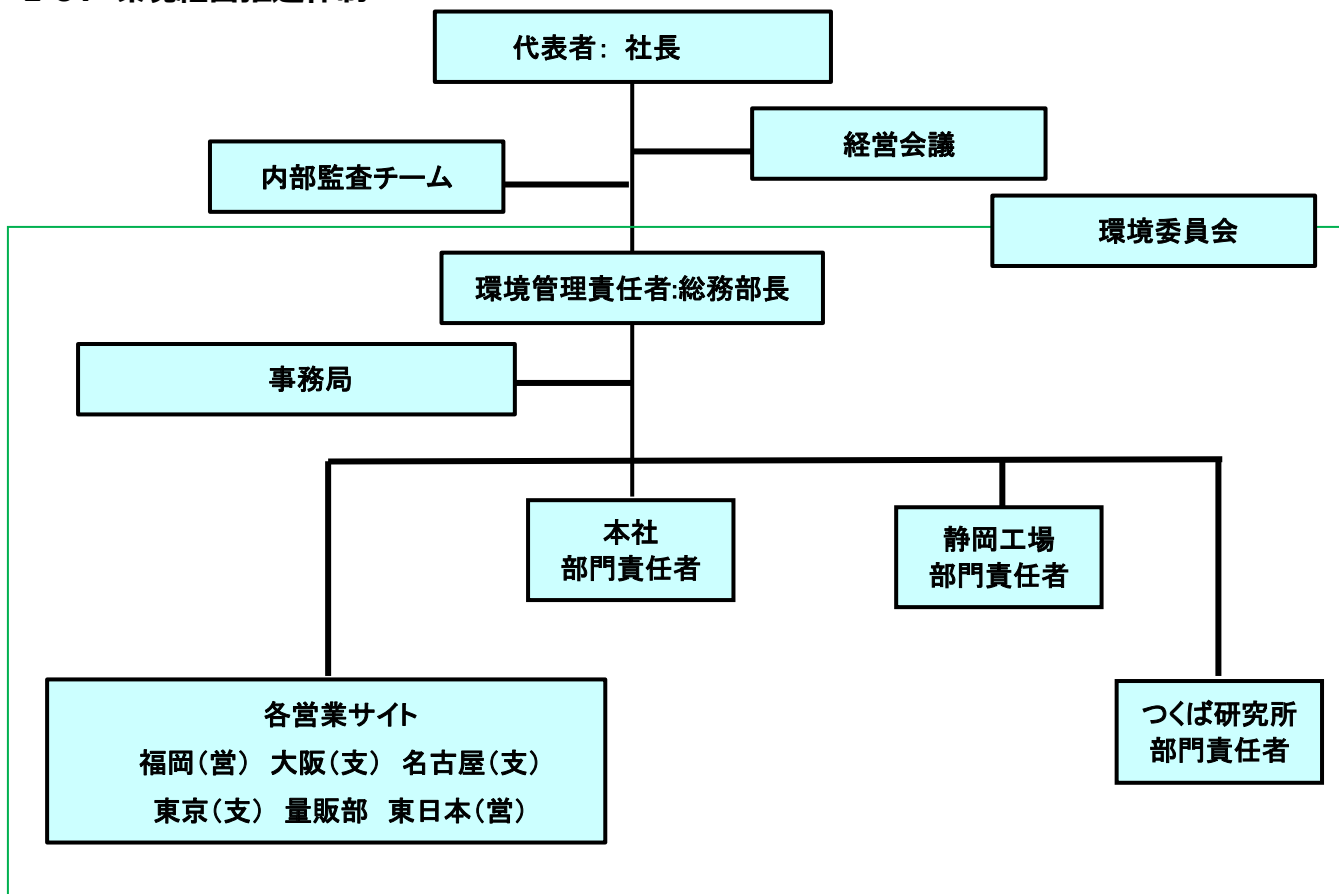 代表者： 社長
経営会議
内部監査チーム
環境委員会
環境管理責任者:総務部長
事務局
本社
部門責任者
静岡工場
部門責任者
各営業サイト
福岡（営） 大阪（支） 名古屋（支）
東京（支） 量販部 東日本（営）
つくば研究所
部門責任者